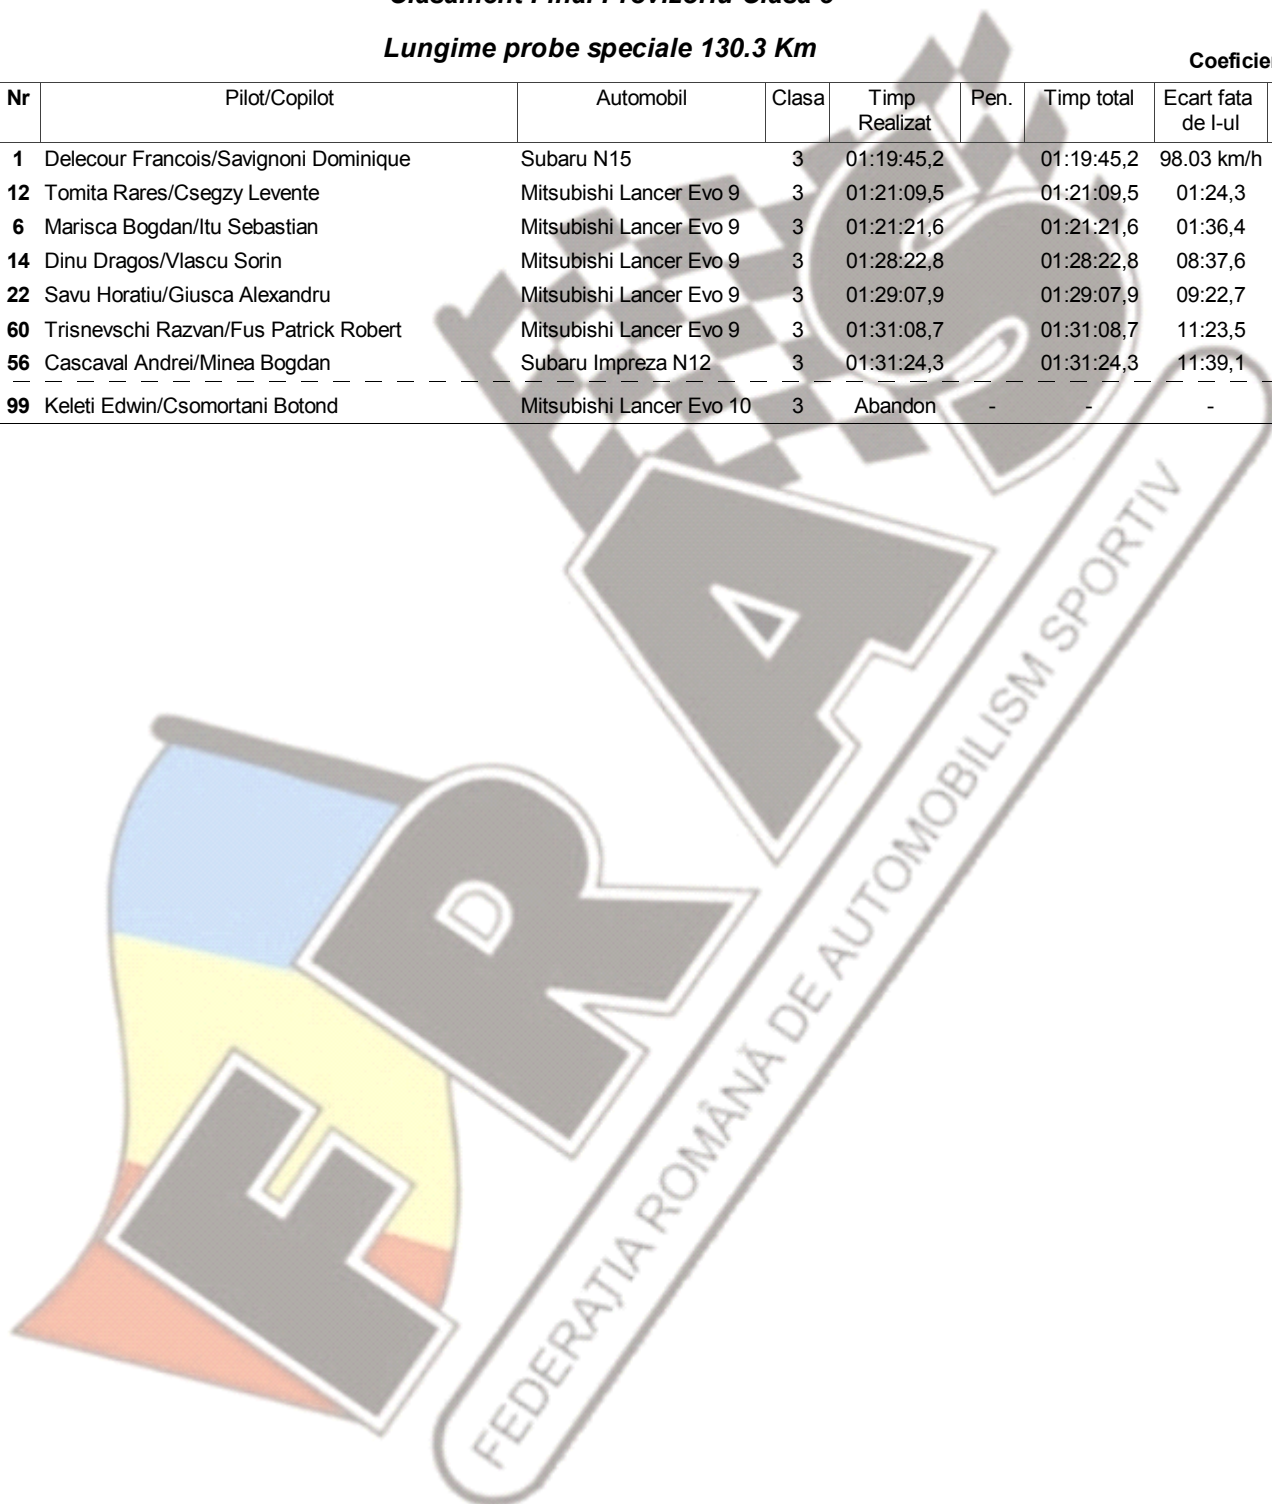 Lungime probe speciale 130.3 Km
Nr Pilot/Copilot Automobil Clasa Timp Realizat Pen. Timp total Ecart fata de l-ul
1 Delecour Francois/Savignoni Dominique Subaru N15 3 01:19:45,2 01:19:45,2 98.03 km/h
12 Tomita Rares/Csegzy Levente Mitsubishi Lancer Evo 9 3 01:21:09,5 01:21:09,5 01:24,3
6 Marisca Bogdan/Itu Sebastian Mitsubishi Lancer Evo 9 3 01:21:21,6 01:21:21,6 01:36,4
14 Dinu Dragos/Vlascu Sorin Mitsubishi Lancer Evo 9 3 01:28:22,8 01:28:22,8 08:37,6
22 Savu Horatiu/Giusca Alexandru Mitsubishi Lancer Evo 9 3 01:29:07,9 01:29:07,9 09:22,7
60 Trisnevschi Razvan/Fus Patrick Robert Mitsubishi Lancer Evo 9 3 01:31:08,7 01:31:08,7 11:23,5
56 Cascaval Andrei/Minea Bogdan Subaru Impreza N12 3 01:31:24,3 01:31:24,3 11:39,1
99 Keleti Edwin/Csomortani Botond Mitsubishi Lancer Evo 10 3 Abandon - - -
FRAS
FEDERAŢIA ROMÂNĂ DE AUTOMOBILISM SPORTIV